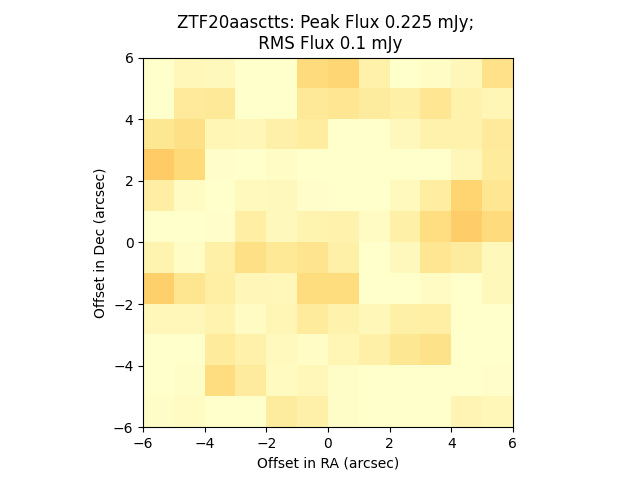 ZTF20aasctts: Peak Flux 0.225 mJy;
RMS Flux 0.1 mJy
6
4
2
0
−2
−4
−6
Offset in Dec (arcsec)
−6 −4 −2 0 2 4 6
Offset in RA (arcsec)